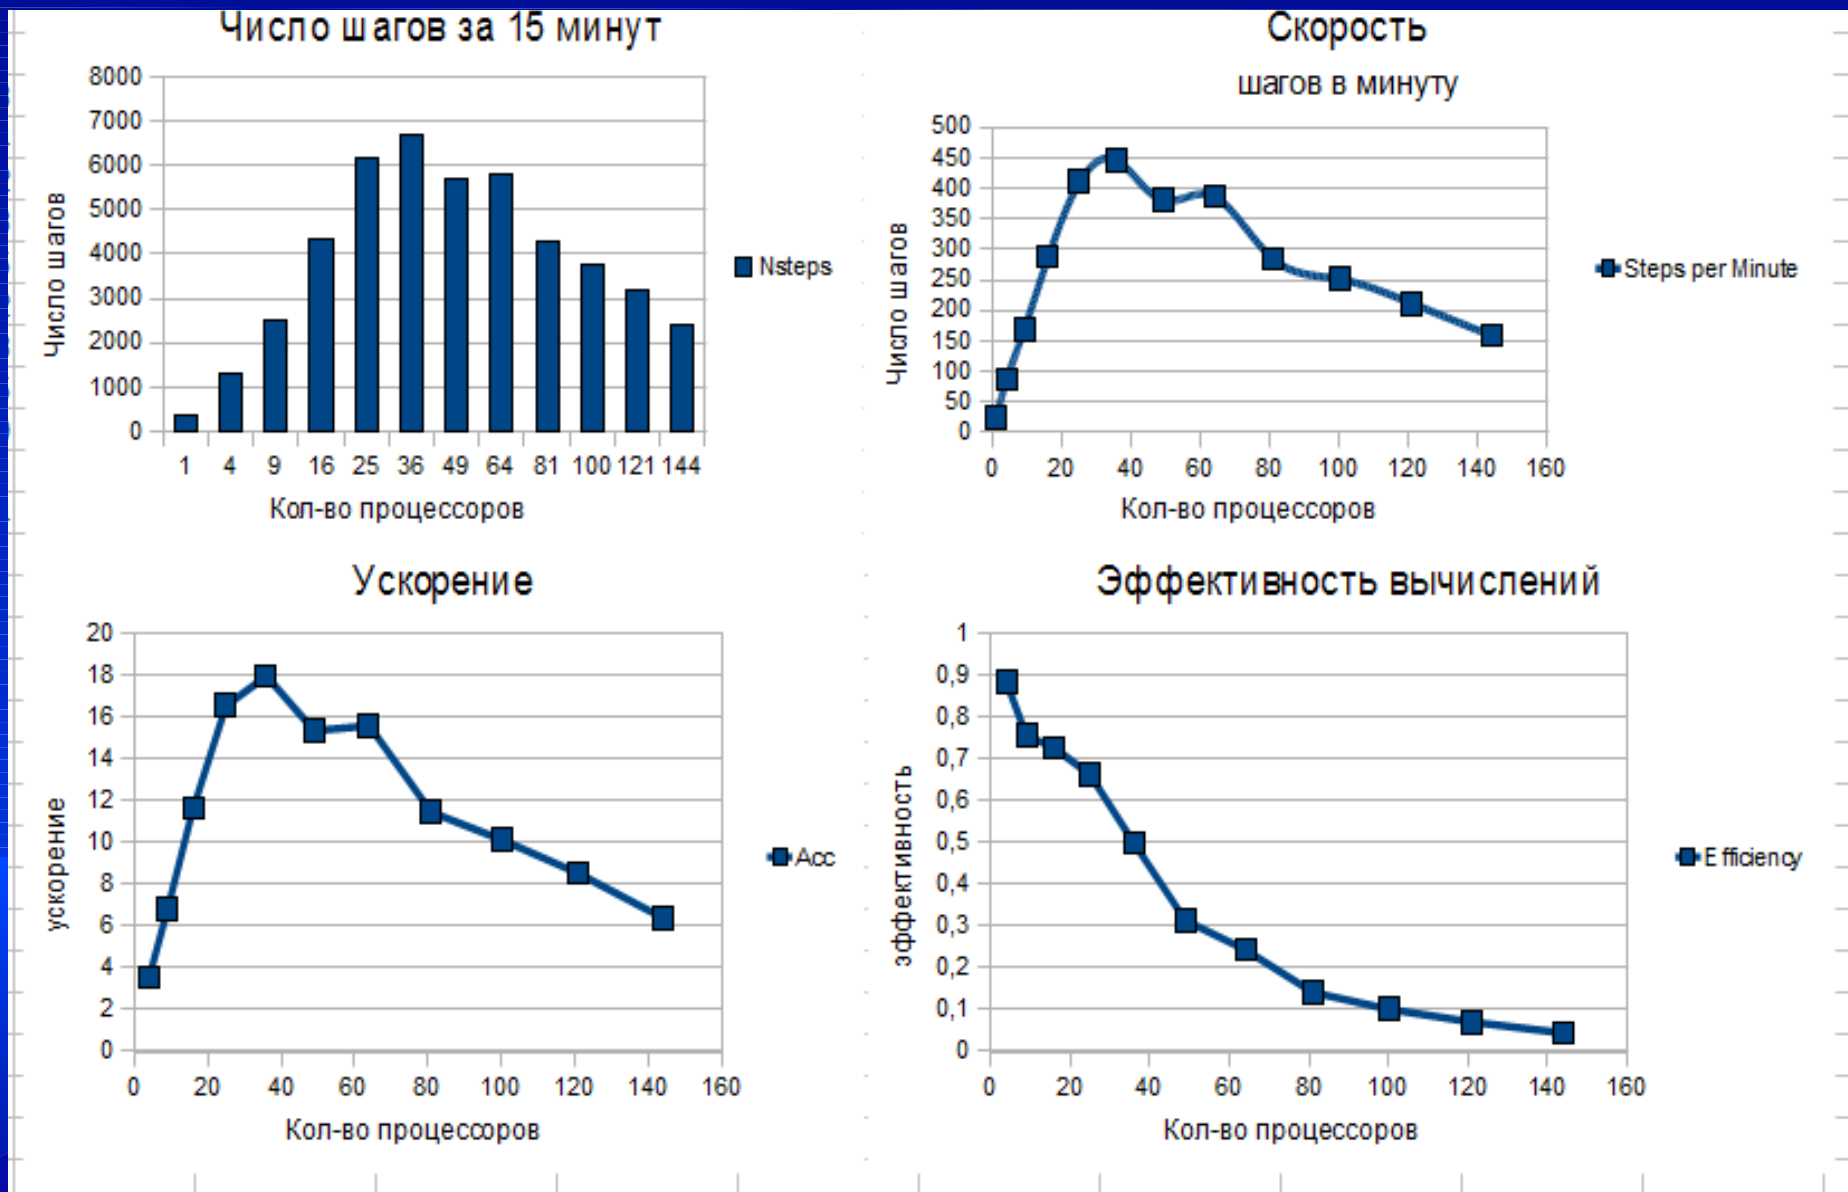 Число шагов за 15 минут
8000
7000
6000
5000
4000
3000
2000
1000
0
Число шагов
1 4 9 16 25 36 49 64 81 100 121 144
Кол-во процессоров
Nsteps
Скорость
шагов в минуту
500
450
400
350
300
250
200
150
100
50
0
Число шагов
0 20 40 60 80 100 120 140 160
Кол-во процессоров
Steps per Minute
Ускорение
20
18
16
14
12
10
8
6
4
2
0
ускорение
0 20 40 60 80 100 120 140 160
Кол-во процессоров
Acc
Эффективность вычислений
1
0,9
0,8
0,7
0,6
0,5
0,4
0,3
0,2
0,1
0
эффективность
0 20 40 60 80 100 120 140 160
Кол-во процессоров
Efficiency